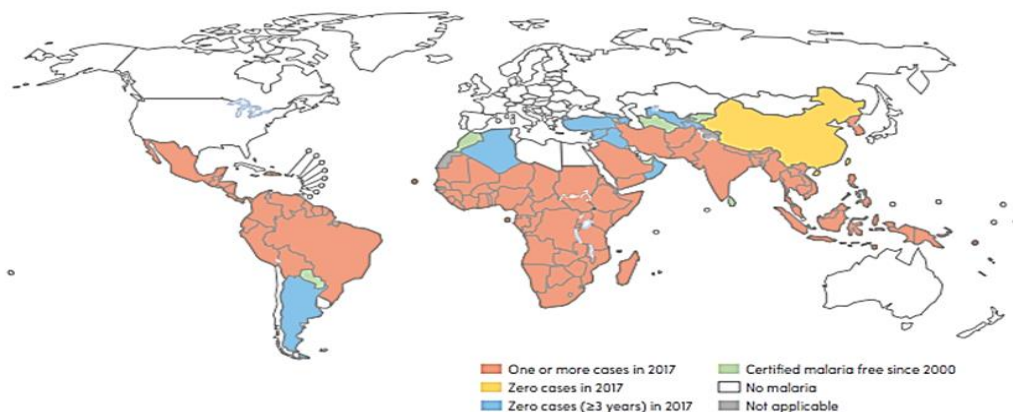 One or more cases in 2017
Zero cases in 2017
Zero cases (≥3 years) in 2017
Certified malaria free since 2000
No malaria
Not applicable